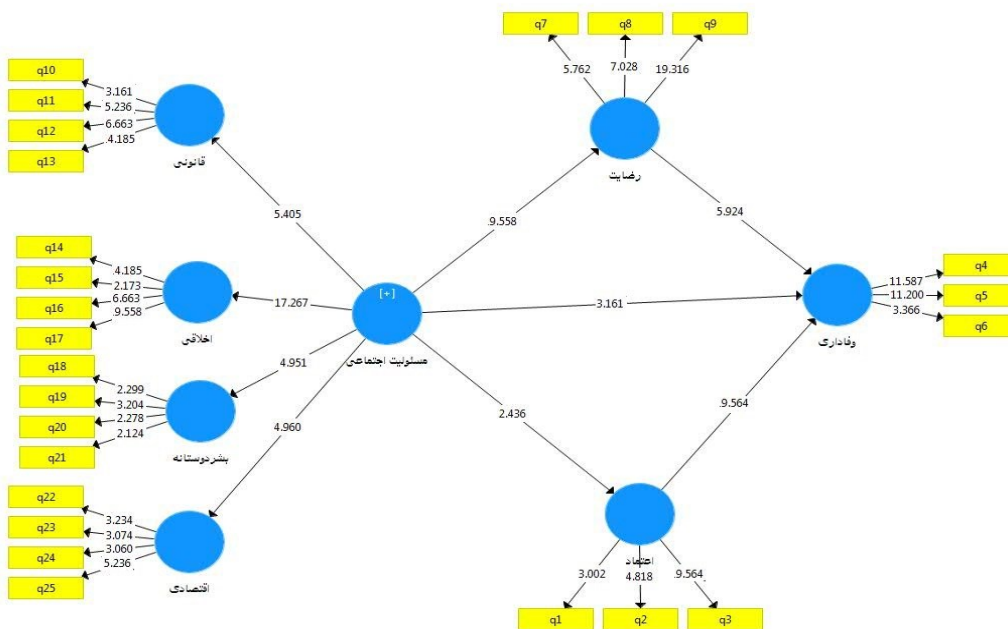 q7
q8
q9
5.762
7.028
19.316
رضایت
q10
q11
q12
q13
3.161
5.236
6.663
4.185
قانونی
5.405
9.558
5.924
q14
q15
q16
q17
4.185
2.173
6.663
9.558
اخلاقی
17.267
[+]
مسئولیت اجتماعی
3.161
وفاداری
11.587
11.200
3.366
q4
q5
q6
q18
q19
q20
q21
2.299
3.204
2.278
2.124
بشردوستانه
4.951
4.960
2.436
9.564
q22
q23
q24
q25
3.234
3.074
3.060
5.236
اقتصادی
اعتماد
3.002
4.818
9.564
q1
q2
q3